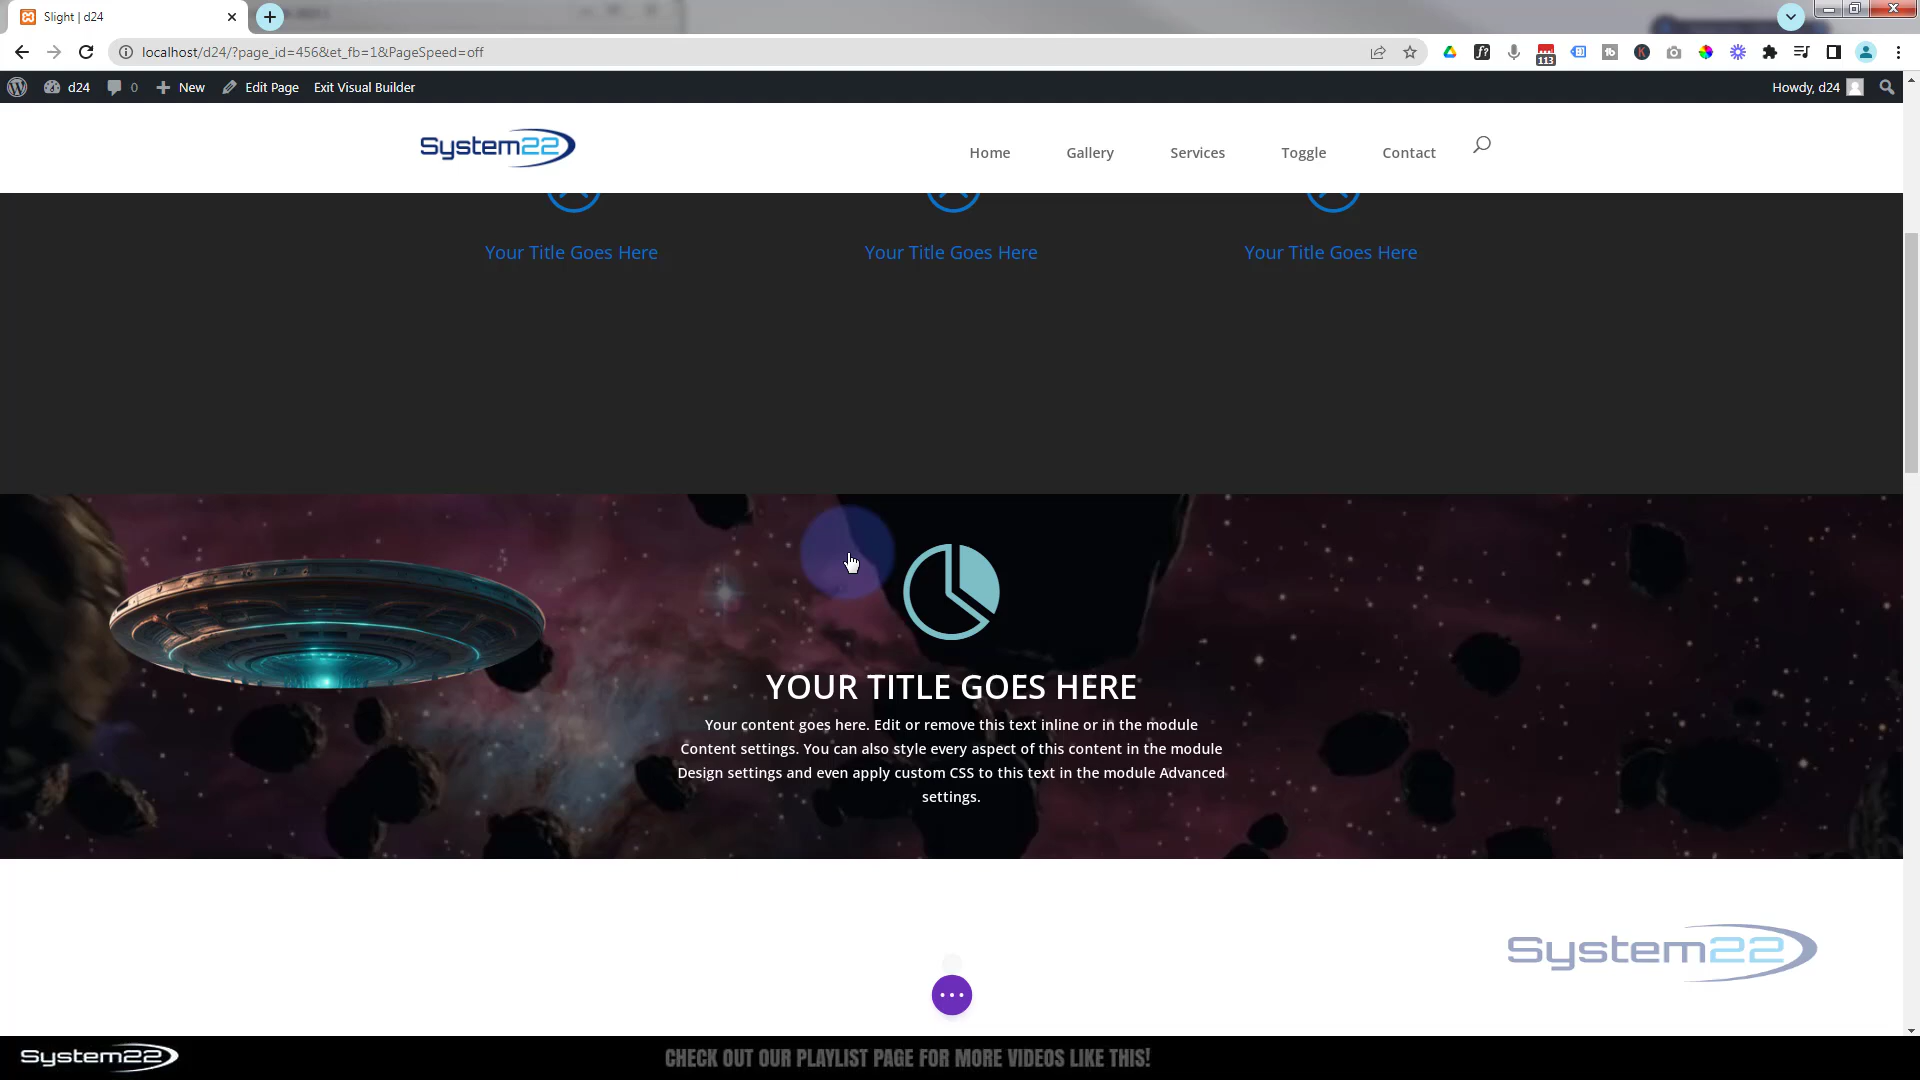 Slight | d24
localhost/d24/?page_id=456&et_fb=1&PageSpeed=off
113
d24
0
New
Edit Page
Exit Visual Builder
Howdy, d24
System22
Home
Gallery
Services
Toggle
Contact
Your Title Goes Here
Your Title Goes Here
Your Title Goes Here
YOUR TITLE GOES HERE
Your content goes here. Edit or remove this text inline or in the module
Content settings. You can also style every aspect of this content in the module
Design settings and even apply custom CSS to this text in the module Advanced
settings.
System22
System22
CHECK OUT OUR PLAYLIST PAGE FOR MORE VIDEOS LIKE THIS!